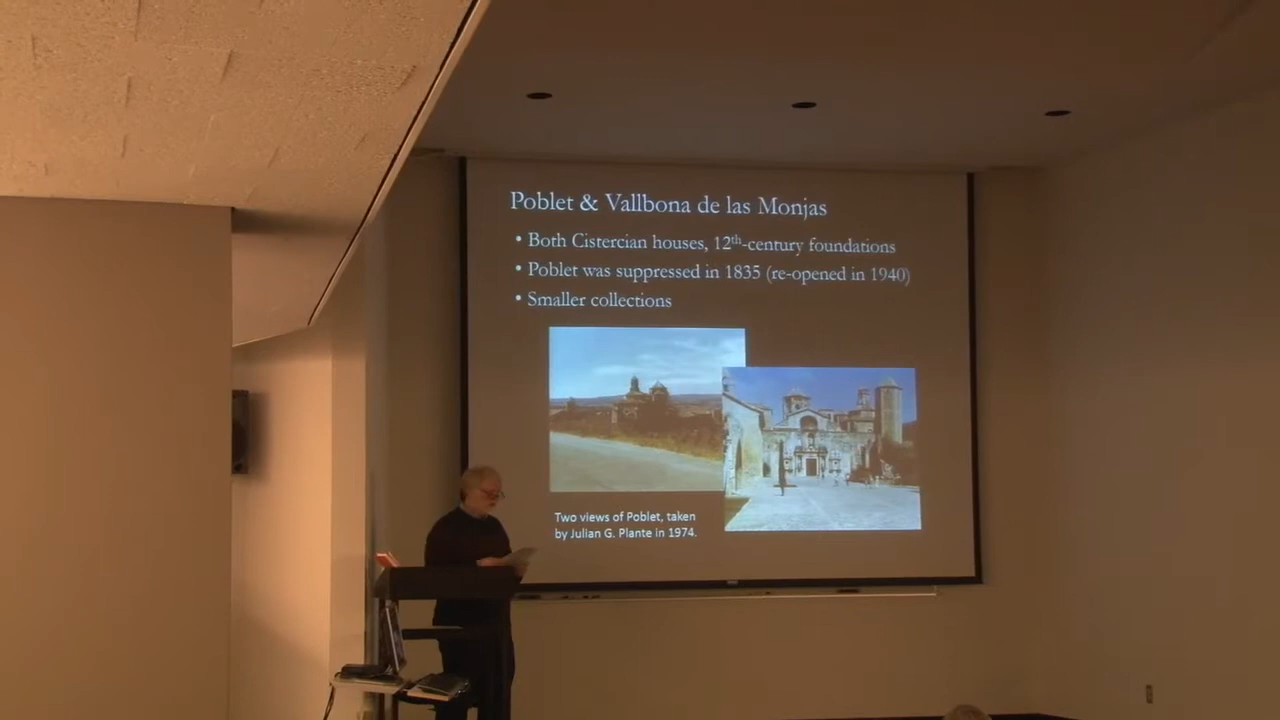 Poblet & Vallbona de las Monjas
• Both Cistercian houses, 12th-century foundations
• Poblet was suppressed in 1835 (re-opened in 1940)
• Smaller collections
Two views of Poblet, taken
by Julian G. Plante in 1974.